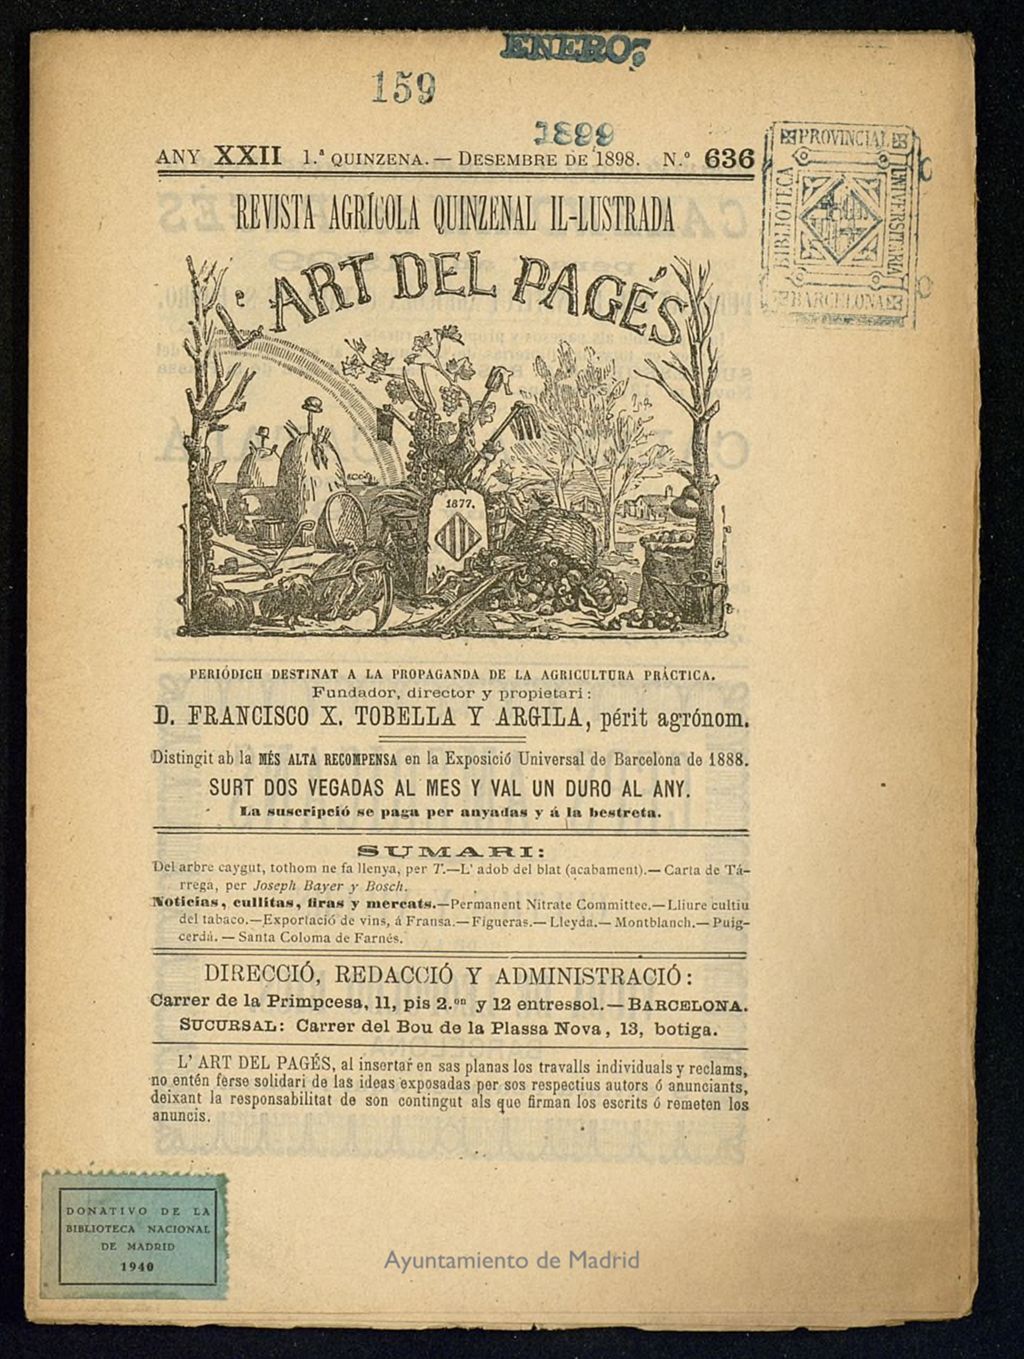 ENERO
159
1899
ANY XXII 1.ª QUINZENA. — DESEMBRE DE 1898. N.º 636
PROVINCIAL
UNIVERSITARIA
BIBLIOTECA
BARCELONA
REVISTA AGRÍCOLA QUINZENAL IL-LUSTRADA
L'e ART DEL PAGÉS
1877.
PERIÓDICH DESTINAT A LA PROPAGANDA DE LA AGRICULTURA PRÁCTICA.
Fundador, director y propietari:
D. FRANCISCO X. TOBELLA Y ARGILA, périt agrónom.
Distingit ab la MÉS ALTA RECOMPENSA en la Exposició Universal de Barcelona de 1888.
SURT DOS VEGADAS AL MES Y VAL UN DURO AL ANY.
La suscripció se paga per anyadas y á la bestreta.
SUMARI:
Del arbre caygut, tothom ne fa llenya, per T.—L' adob del blat (acabament).—Carta de Tá-
rrega, per Joseph Bayer y Bosch.
Noticias, cullitas, firas y mercats.—Permanent Nitrate Committee.—Lliure cultiu
del tabaco.—Exportació de vins, á Fransa.—Figueras.—Lleyda.—Montblanch.—Puig-
cerdá.—Santa Coloma de Farnés.
DIRECCIÓ, REDACCIÓ Y ADMINISTRACIÓ:
Carrer de la Primpcesa, 11, pis 2.on y 12 entressol.—BARCELONA.
SUCURSAL: Carrer del Bou de la Plassa Nova, 13, botiga.
L' ART DEL PAGÉS, al insertar en sas planas los travalls individuals y reclams,
no entén ferse solidari de las ideas exposadas per sos respectius autors ó anunciants,
deixant la responsabilitat de son contingut als que firman los escrits ó remeten los
anuncis.
DONATIVO DE LA
BIBLIOTECA NACIONAL
DE MADRID
1940
Ayuntamiento de Madrid